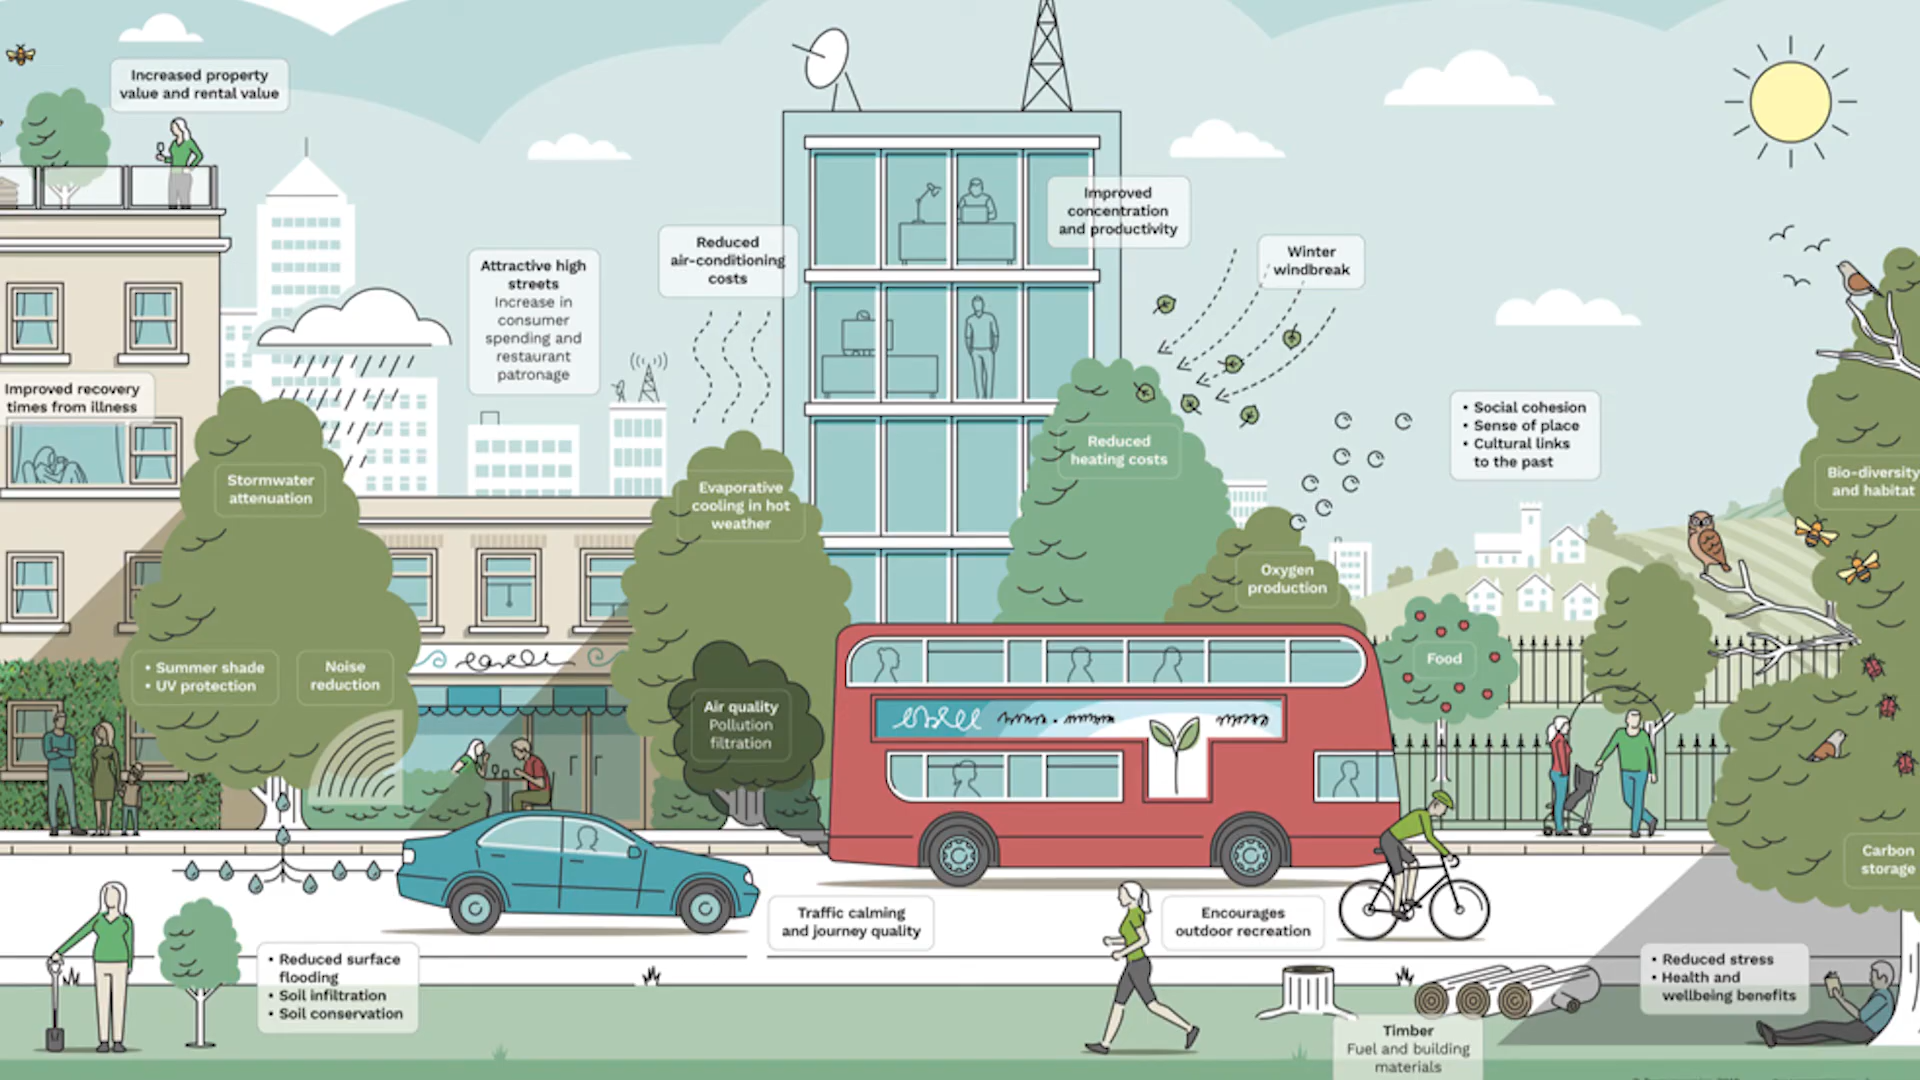 Increased property
value and rental value
Improved
concentration
and productivity
Reduced
air-conditioning
costs
Winter
windbreak
Attractive high
streets
Increase in
consumer
spending and
restaurant
patronage
Improved recovery
times from illness
• Social cohesion
• Sense of place
• Cultural links
to the past
Reduced
heating costs
Stormwater
attenuation
Evaporative
cooling in hot
weather
Bio-diversity
and habitat
Oxygen
production
• Summer shade
• UV protection
Noise
reduction
Food
Air quality
Pollution
filtration
Carbon
storage
Traffic calming
and journey quality
Encourages
outdoor recreation
• Reduced surface
flooding
• Soil infiltration
• Soil conservation
• Reduced stress
• Health and
wellbeing benefits
Timber
Fuel and building
materials